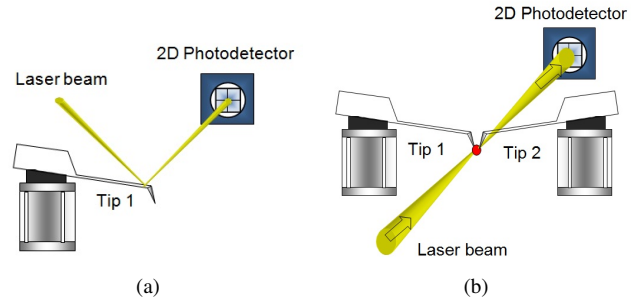 2D Photodetector
Laser beam
Tip 1
(a)
2D Photodetector
Tip 1
Tip 2
Laser beam
(b)